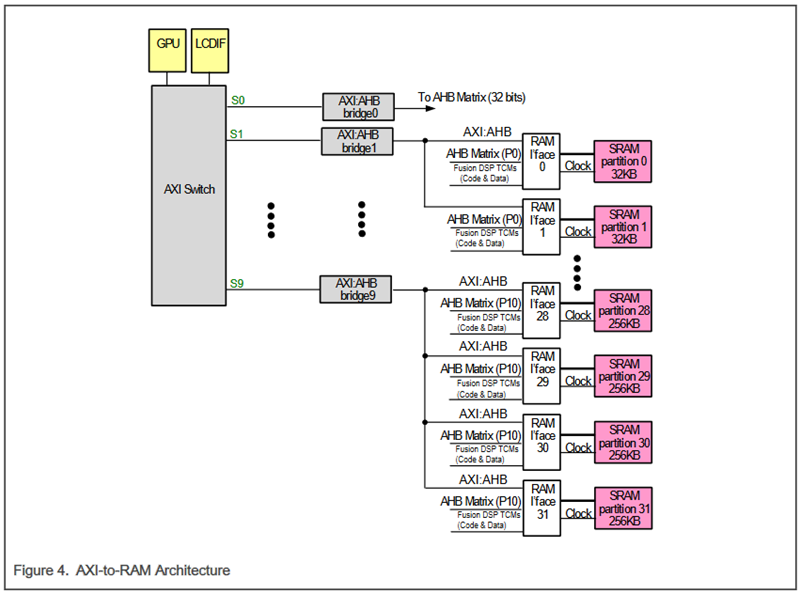 GPU
LCDIF
AXI Switch
S0
AXI:AHB
bridge0
To AHB Matrix (32 bits)
S1
AXI:AHB
bridge1
AXI:AHB
AHB Matrix (P0)
Fusion DSP TCMs
(Code & Data)
RAM
I'face
0
Clock
SRAM
partition 0
32KB
AHB Matrix (P0)
Fusion DSP TCMs
(Code & Data)
RAM
I'face
1
Clock
SRAM
partition 1
32KB
S9
AXI:AHB
bridge9
AXI:AHB
AHB Matrix (P10)
Fusion DSP TCMs
(Code & Data)
RAM
I'face
28
Clock
SRAM
partition 28
256KB
AXI:AHB
AHB Matrix (P10)
Fusion DSP TCMs
(Code & Data)
RAM
I'face
29
Clock
SRAM
partition 29
256KB
AXI:AHB
AHB Matrix (P10)
Fusion DSP TCMs
(Code & Data)
RAM
I'face
30
Clock
SRAM
partition 30
256KB
AXI:AHB
AHB Matrix (P10)
Fusion DSP TCMs
(Code & Data)
RAM
I'face
31
Clock
SRAM
partition 31
256KB
Figure 4. AXI-to-RAM Architecture